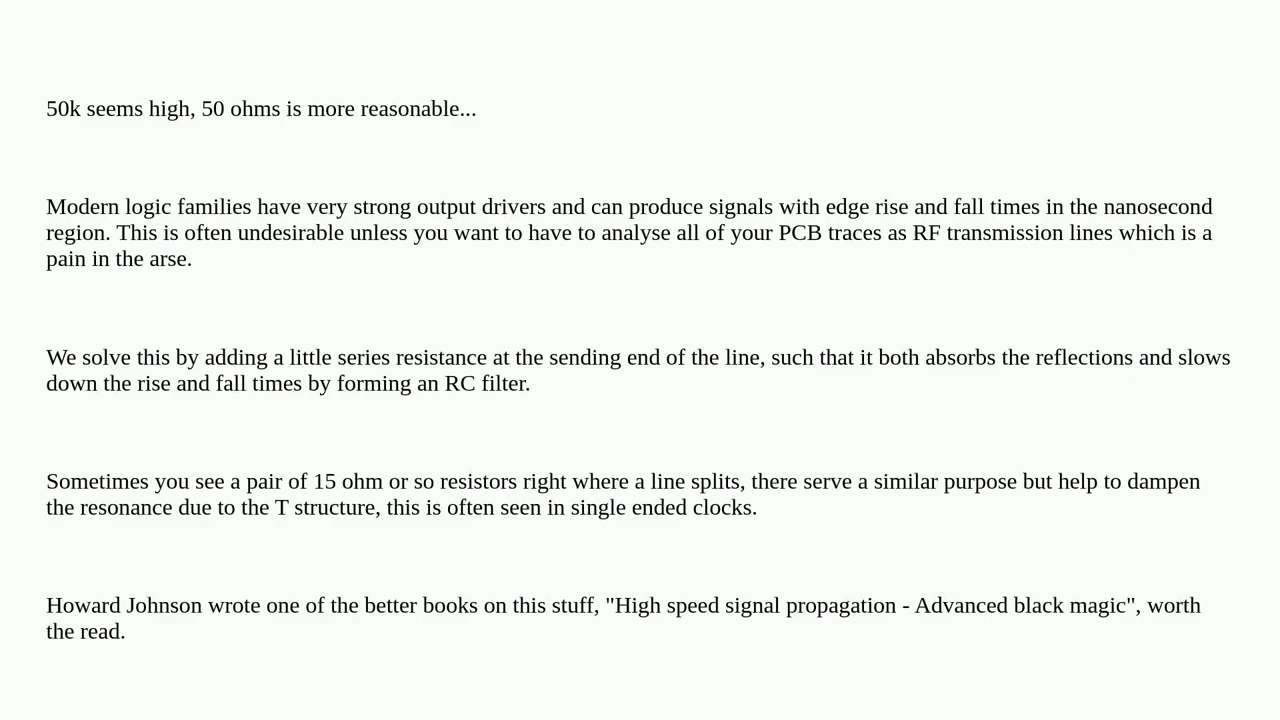 50k seems high, 50 ohms is more reasonable...
Modern logic families have very strong output drivers and can produce signals with edge rise and fall times in the nanosecond
region. This is often undesirable unless you want to have to analyse all of your PCB traces as RF transmission lines which is a
pain in the arse.
We solve this by adding a little series resistance at the sending end of the line, such that it both absorbs the reflections and slows
down the rise and fall times by forming an RC filter.
Sometimes you see a pair of 15 ohm or so resistors right where a line splits, there serve a similar purpose but help to dampen
the resonance due to the T structure, this is often seen in single ended clocks.
Howard Johnson wrote one of the better books on this stuff, "High speed signal propagation - Advanced black magic", worth
the read.